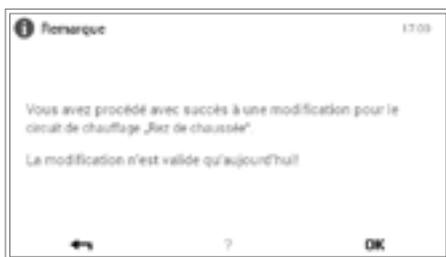 Remarque 17:09
Vous avez procédé avec succès à une modification pour le
circuit de chauffage „Rez de chaussée".
La modification n'est valide qu'aujourd'hui!
? OK